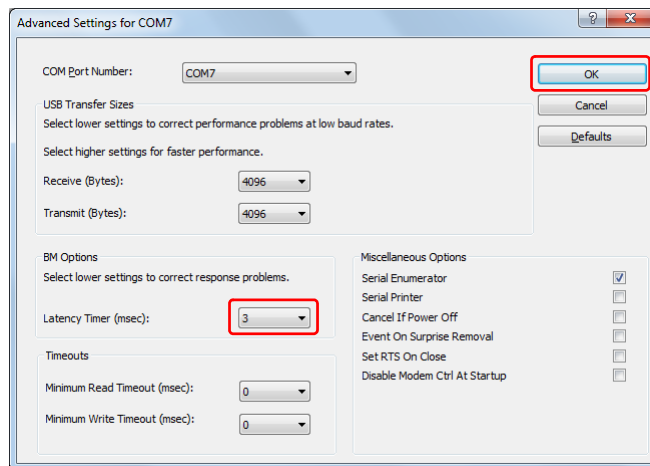 Advanced Settings for COM7
COM Port Number:
COM7
OK
USB Transfer Sizes
Cancel
Select lower settings to correct performance problems at low baud rates.
Defaults
Select higher settings for faster performance.
Receive (Bytes):
4096
Transmit (Bytes):
4096
BM Options
Select lower settings to correct response problems.
Latency Timer (msec):
3
Timeouts
Minimum Read Timeout (msec):
0
Minimum Write Timeout (msec):
0
Miscellaneous Options
Serial Enumerator
Serial Printer
Cancel If Power Off
Event On Surprise Removal
Set RTS On Close
Disable Modem Ctrl At Startup